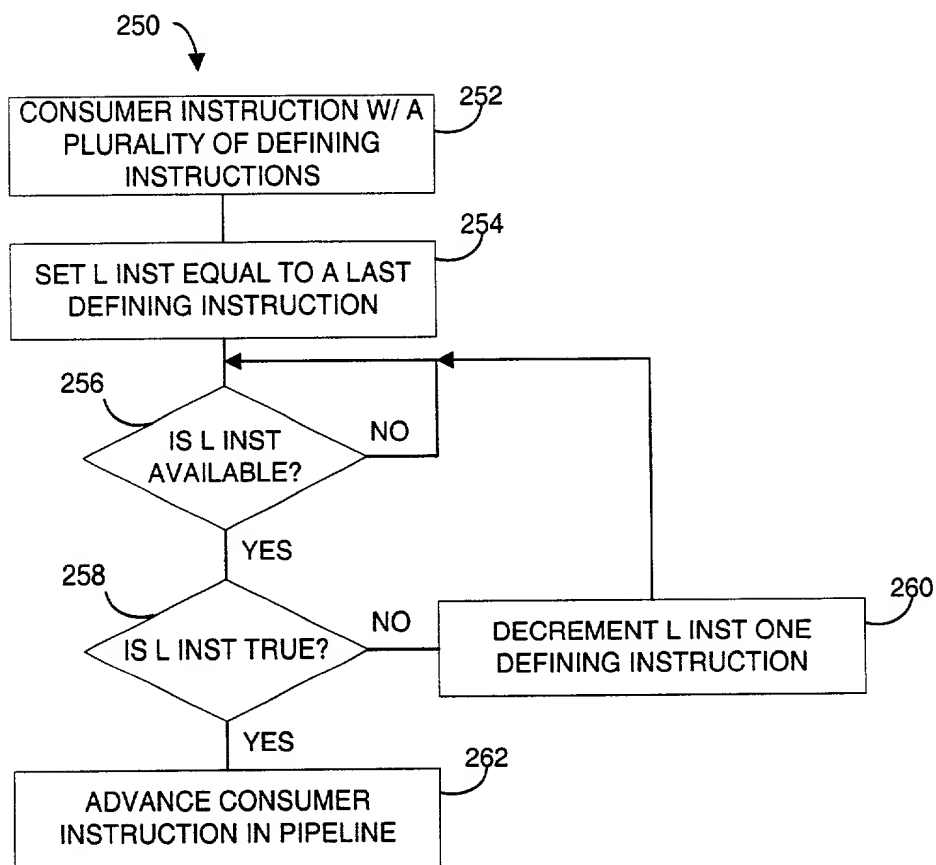 250
252
CONSUMER INSTRUCTION W/ A
PLURALITY OF DEFINING
INSTRUCTIONS
254
SET L INST EQUAL TO A LAST
DEFINING INSTRUCTION
256
IS L INST
AVAILABLE?
NO
YES
258
IS L INST TRUE?
NO
260
DECREMENT L INST ONE
DEFINING INSTRUCTION
YES
262
ADVANCE CONSUMER
INSTRUCTION IN PIPELINE